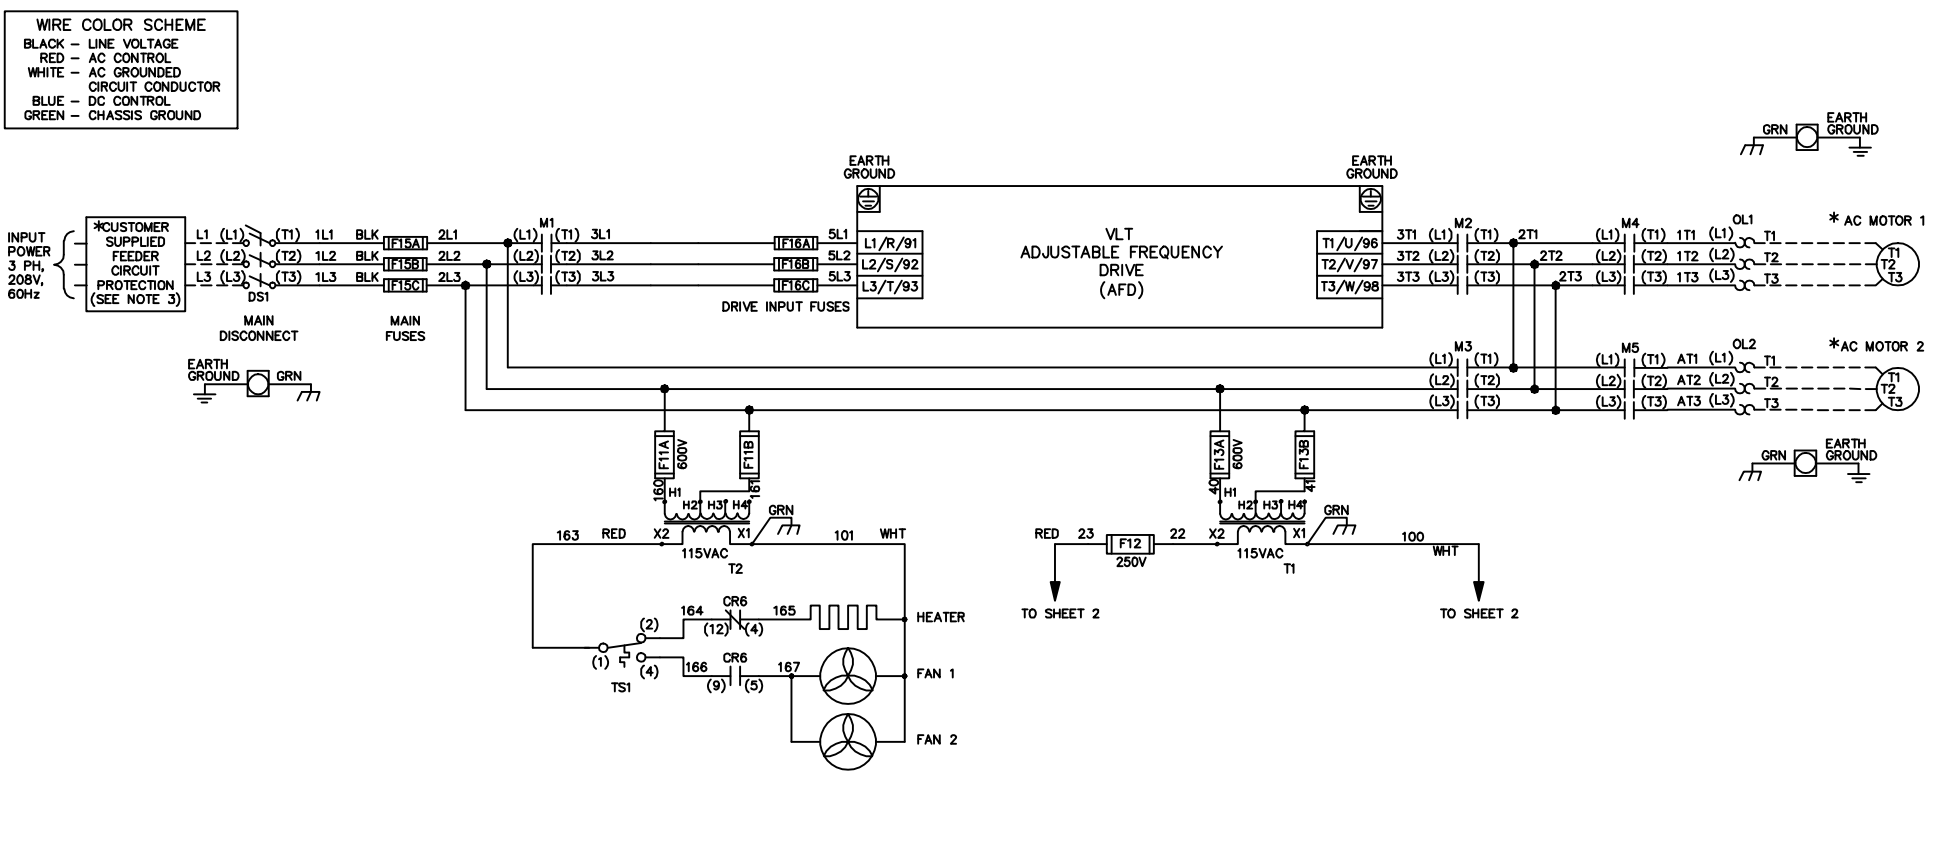 WIRE COLOR SCHEME
BLACK – LINE VOLTAGE
RED – AC CONTROL
WHITE – AC GROUNDED
CIRCUIT CONDUCTOR
BLUE – DC CONTROL
GREEN – CHASSIS GROUND
GRN
EARTH
GROUND
EARTH
GROUND
EARTH
GROUND
INPUT
POWER
3 PH,
208V,
60Hz
*CUSTOMER
SUPPLIED
FEEDER
CIRCUIT
PROTECTION
(SEE NOTE 3)
L1 (L1) (T1) 1L1 BLK F15A 2L1 (L1) M1 (T1) 3L1 F16A 5L1 L1/R/91
L2 (L2) (T2) 1L2 BLK F15B 2L2 (L2) (T2) 3L2 F16B 5L2 L2/S/92
L3 (L3) (T3) 1L3 BLK F15C 2L3 (L3) (T3) 3L3 F16C 5L3 L3/T/93
DS1
MAIN
DISCONNECT
MAIN
FUSES
DRIVE INPUT FUSES
VLT
ADJUSTABLE FREQUENCY
DRIVE
(AFD)
M2 M4 OL1 * AC MOTOR 1
T1/U/96 3T1 (L1) (T1) 2T1 (L1) (T1) 1T1 (L1) T1 T1
T2/V/97 3T2 (L2) (T2) 2T2 (L2) (T2) 1T2 (L2) T2 T2
T3/W/98 3T3 (L3) (T3) 2T3 (L3) (T3) 1T3 (L3) T3 T3
EARTH
GROUND GRN
M3 M5 OL2 *AC MOTOR 2
(L1) (T1) (L1) (T1) AT1 (L1) T1 T1
(L2) (T2) (L2) (T2) AT2 (L2) T2 T2
(L3) (T3) (L3) (T3) AT3 (L3) T3 T3
GRN
EARTH
GROUND
F11A
600V
F11B
160
161
H1 H2 H3 H4
GRN
163 RED X2 X1 101 WHT
115VAC
T2
F13A
600V
F13B
40
41
H1 H2 H3 H4
GRN
RED 23 F12 22 X2 X1 100
WHT
250V
115VAC
T1
TO SHEET 2
TO SHEET 2
164 CR6 165 HEATER
(12) (4)
(2)
(1)
(4)
TS1
166 CR6 167 FAN 1
(9) (5)
FAN 2